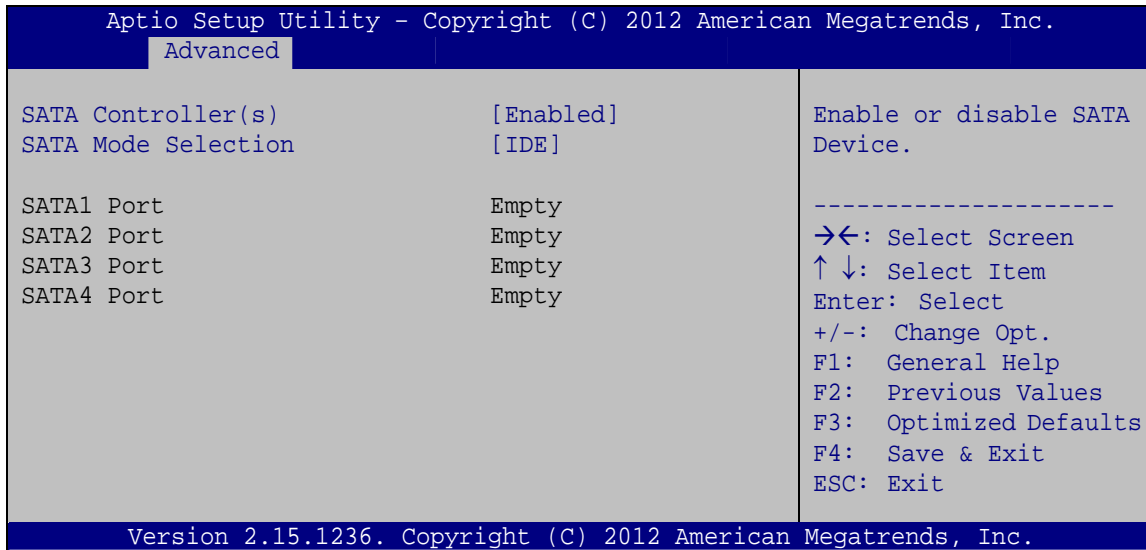 Aptio Setup Utility – Copyright (C) 2012 American Megatrends, Inc.
Advanced
SATA Controller(s) [Enabled]
SATA Mode Selection [IDE]
SATA1 Port Empty
SATA2 Port Empty
SATA3 Port Empty
SATA4 Port Empty
Enable or disable SATA
Device.
---------------------
→←: Select Screen
↑ ↓: Select Item
Enter: Select
+/-: Change Opt.
F1: General Help
F2: Previous Values
F3: Optimized Defaults
F4: Save & Exit
ESC: Exit
Version 2.15.1236. Copyright (C) 2012 American Megatrends, Inc.